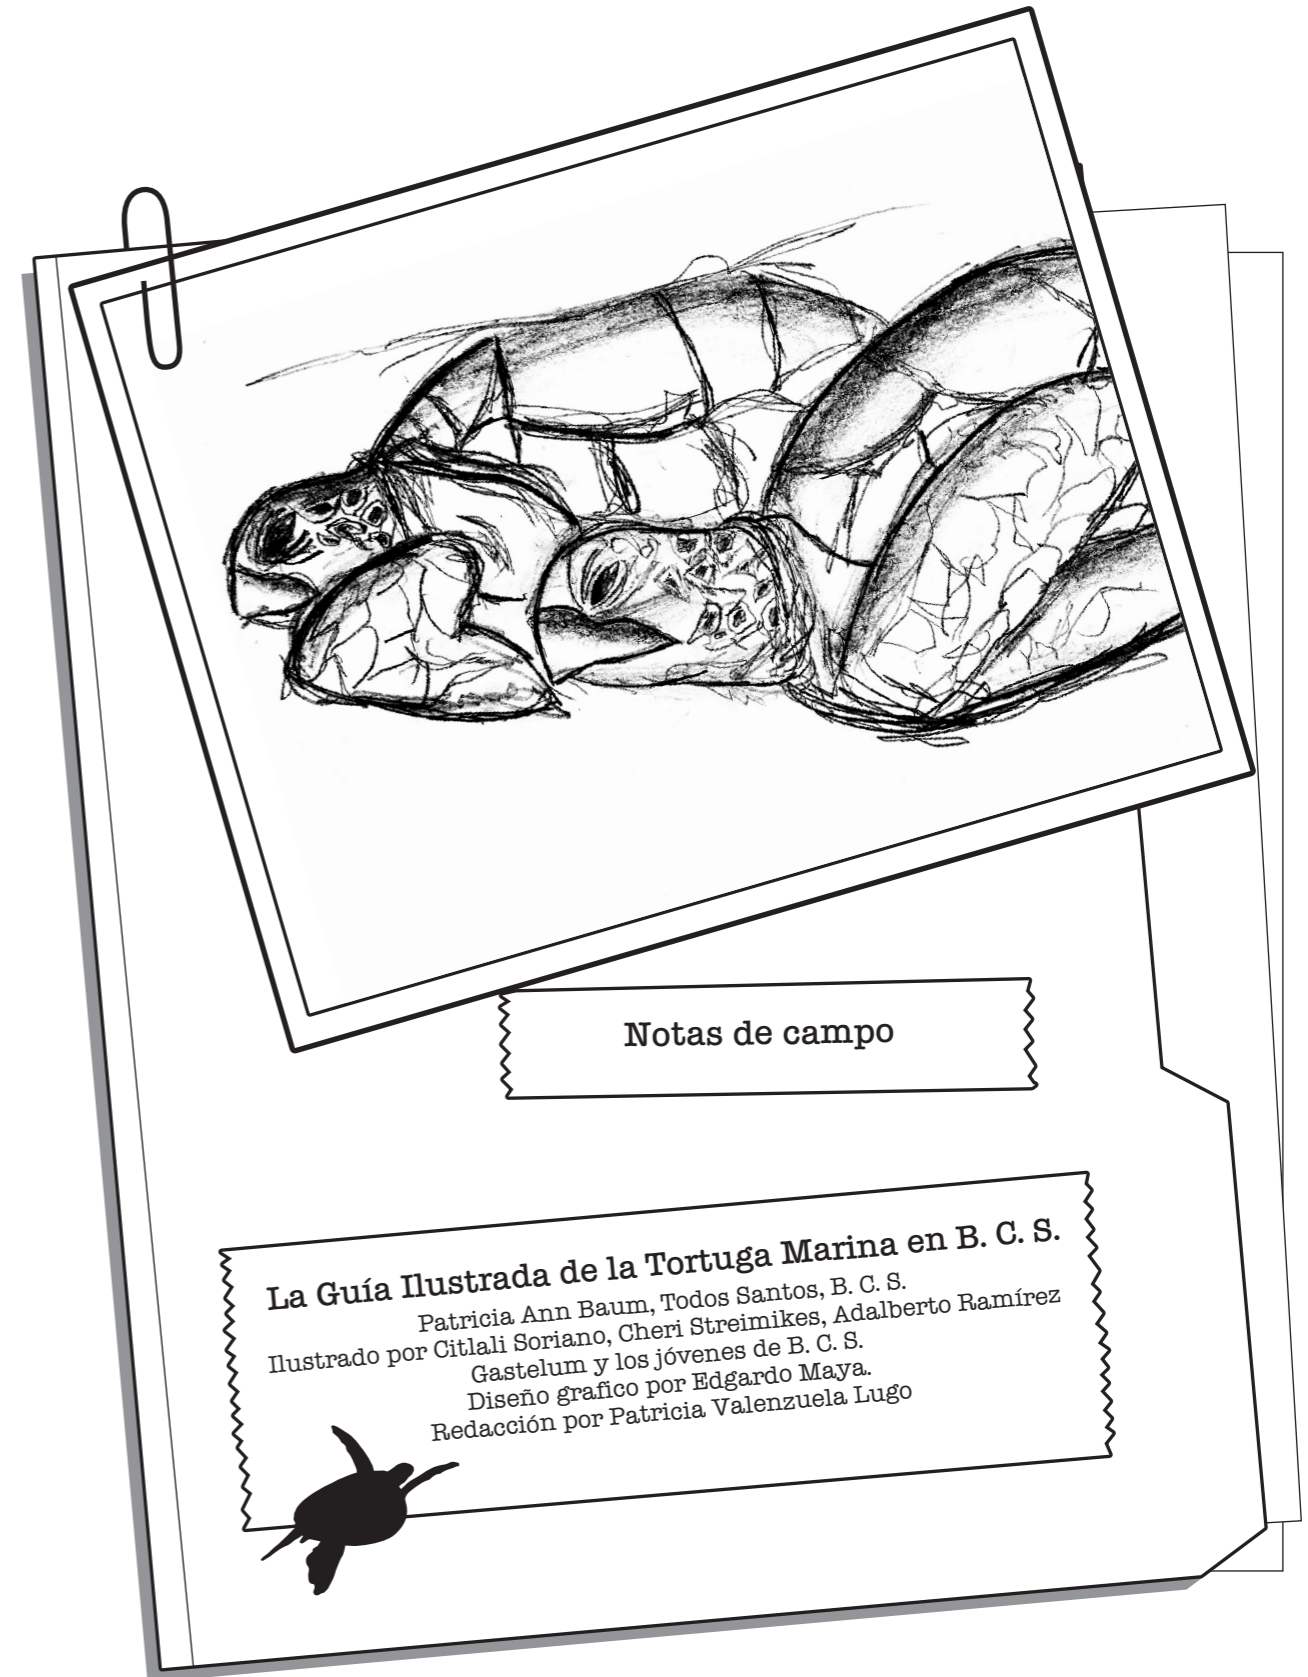 Notas de campo
La Guía Ilustrada de la Tortuga Marina en B. C. S.
Patricia Ann Baum, Todos Santos, B. C. S.
Ilustrado por Citlali Soriano, Cheri Streimikes, Adalberto Ramírez
Gastelum y los jóvenes de B. C. S.
Diseño grafico por Edgardo Maya.
Redacción por Patricia Valenzuela Lugo